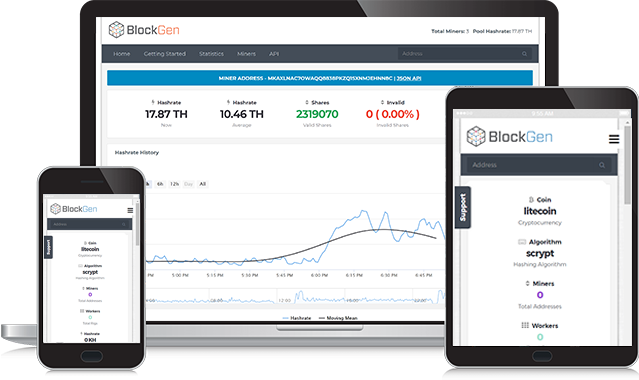 BlockGen
Total Miners: 3 Pool Hashrate: 17.87 TH
Home Getting Started Statistics Miners API
Address
| JSON API
Hashrate Hashrate Shares Invalid
17.87 TH 10.46 TH 2319070 0 ( 0.00% )
Now Average Valid Shares Invalid Shares
Hashrate History
6h 12h Day All
PM 5:00 PM 5:15 PM 5:30 PM 5:45 PM 6:00 PM 6:15 PM 6:30 PM 6:45
Hashrate Moving Mean
BlockGen
Address
Support
Coin
litecoin
Cryptocurrency
Algorithm
scrypt
Hashing Algorithm
Miners
0
Total Addresses
Workers
0
Hashrate
0 KH
BlockGen
Address
Support
Coin
litecoin
Cryptocurrency
Algorithm
scrypt
Hashing Algorithm
Miners
0
Total Addresses
Workers
0